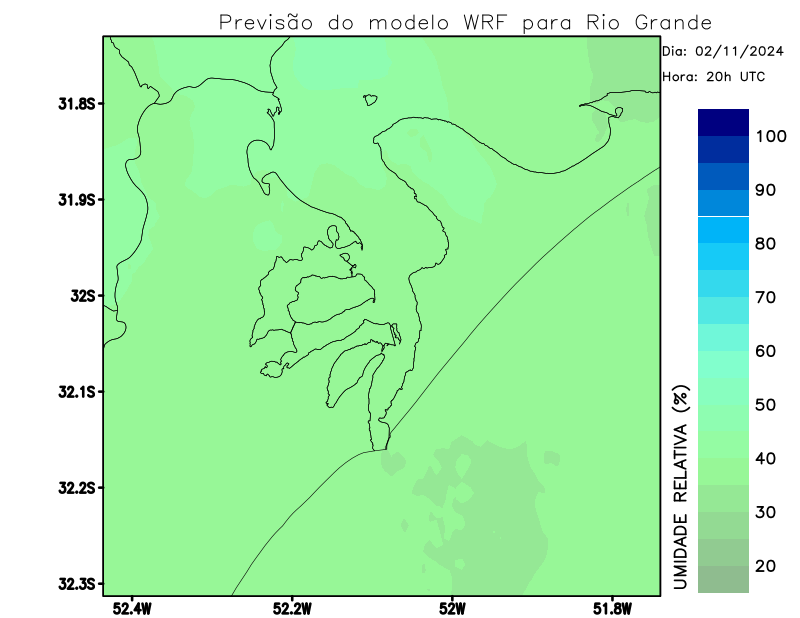 Previsão do modelo WRF para Rio Grande
Dia: 02/11/2024
Hora: 20h UTC
31.8S
31.9S
32S
32.1S
32.2S
32.3S
52.4W
52.2W
52W
51.8W
100
90
80
70
60
50
40
30
20
UMIDADE RELATIVA (%)